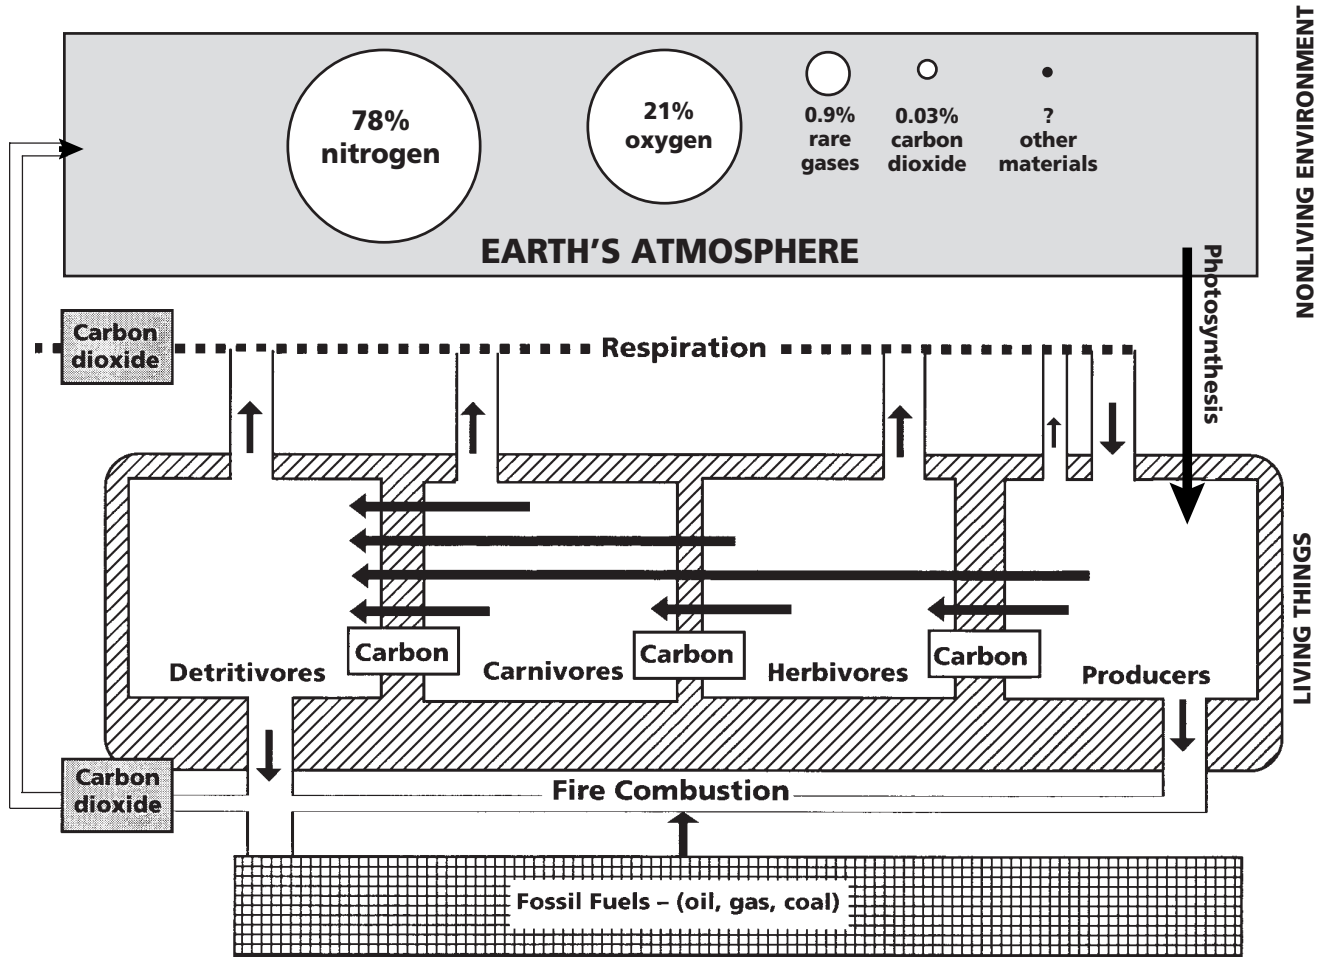 78%
nitrogen
21%
oxygen
0.9%
rare
gases
0.03%
carbon
dioxide
?
other
materials
EARTH'S ATMOSPHERE
NONLIVING ENVIRONMENT
Photosynthesis
Carbon
dioxide
Respiration
LIVING THINGS
Carbon
Carbon
Carbon
Detritivores
Carnivores
Herbivores
Producers
Carbon
dioxide
Fire Combustion
Fossil Fuels – (oil, gas, coal)